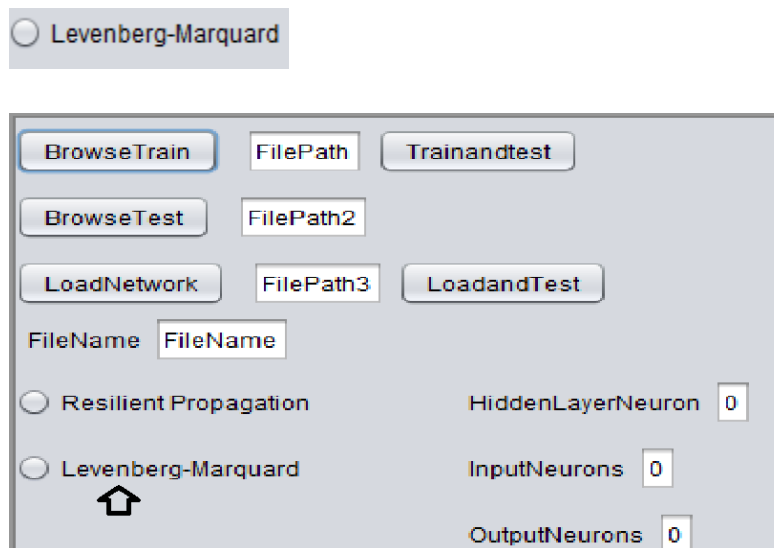 Levenberg-Marquard
BrowseTrain FilePath Trainandtest
BrowseTest FilePath2
LoadNetwork FilePath3 LoadandTest
FileName FileName
Resilient Propagation HiddenLayerNeuron 0
Levenberg-Marquard InputNeurons 0
OutputNeurons 0